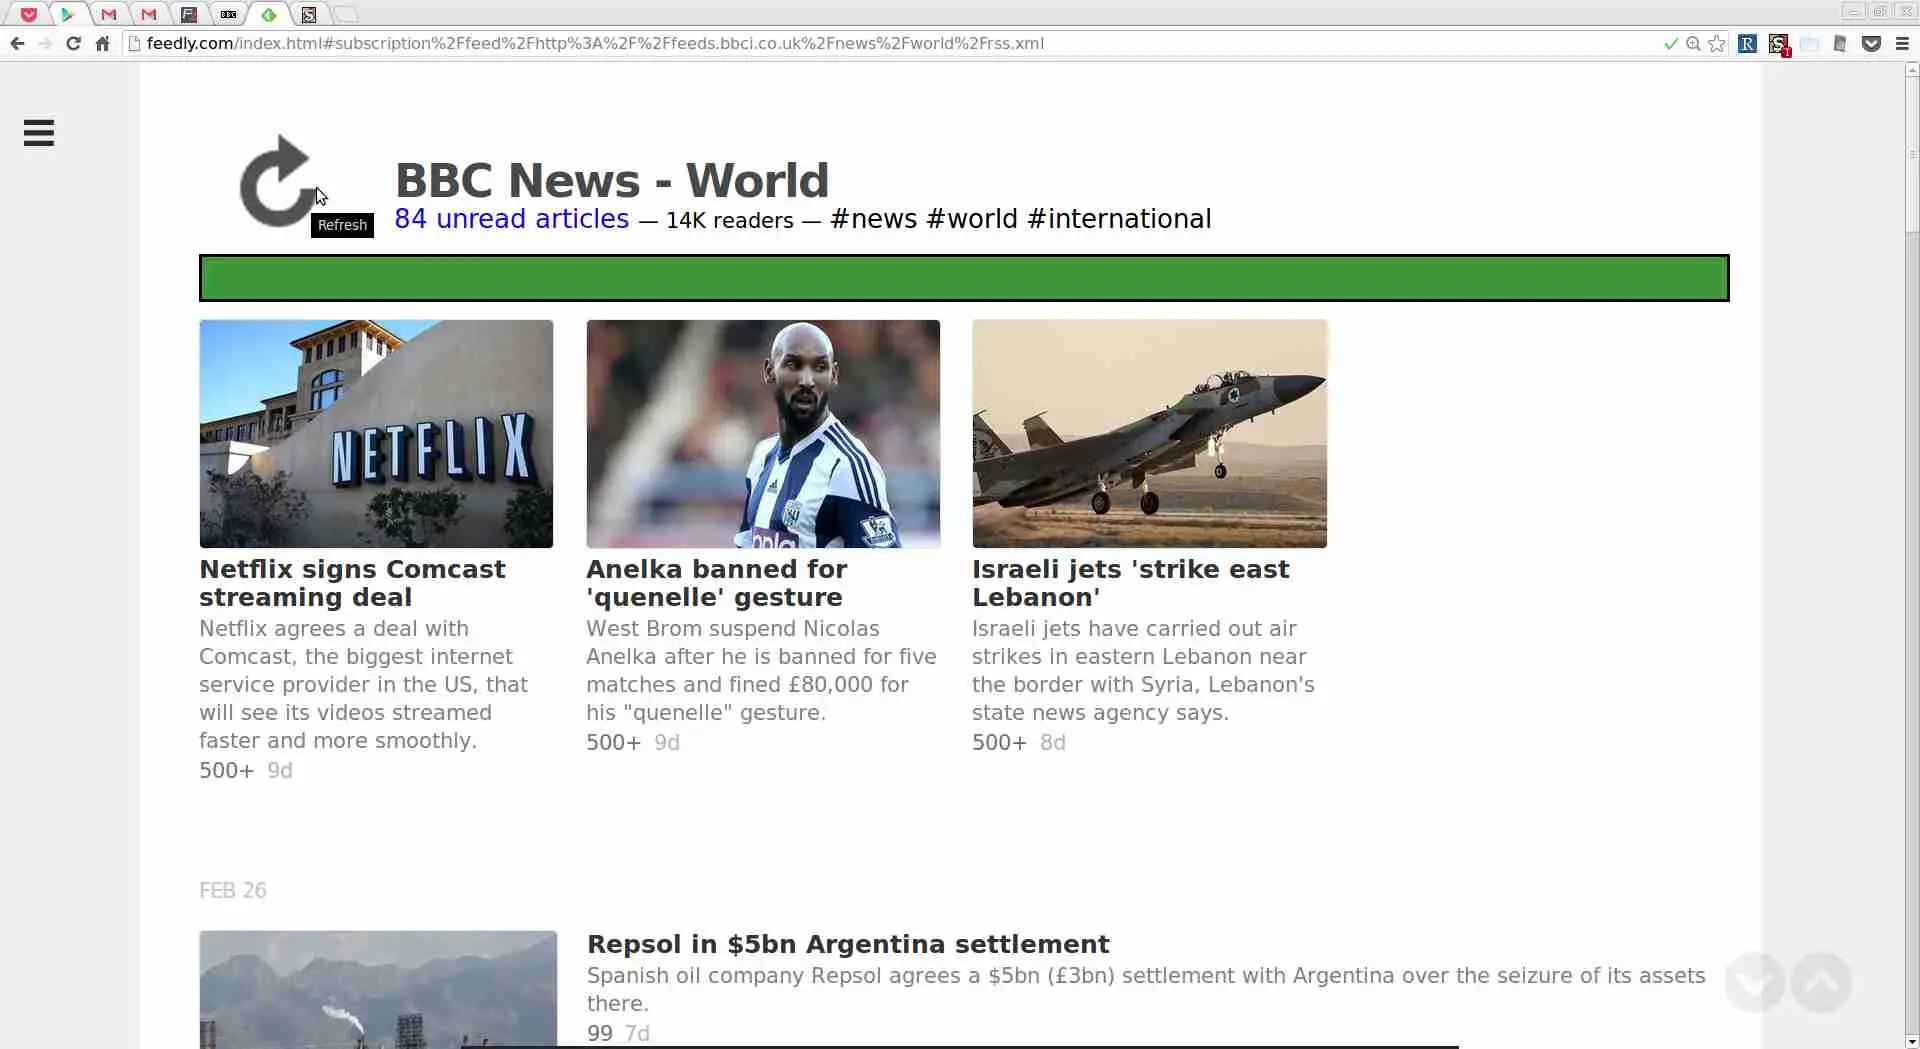 BBC
feedly.com/index.html#subscription%2Ffeed%2Fhttp%3A%2F%2Ffeeds.bbci.co.uk%2Fnews%2Fworld%2Frss.xml
BBC News - World
84 unread articles — 14K readers — #news #world #international
Refresh
NETFLIX
Netflix signs Comcast
streaming deal
Netflix agrees a deal with
Comcast, the biggest internet
service provider in the US, that
will see its videos streamed
faster and more smoothly.
500+ 9d
Anelka banned for
'quenelle' gesture
West Brom suspend Nicolas
Anelka after he is banned for five
matches and fined £80,000 for
his "quenelle" gesture.
500+ 9d
Israeli jets 'strike east
Lebanon'
Israeli jets have carried out air
strikes in eastern Lebanon near
the border with Syria, Lebanon's
state news agency says.
500+ 8d
FEB 26
Repsol in $5bn Argentina settlement
Spanish oil company Repsol agrees a $5bn (£3bn) settlement with Argentina over the seizure of its assets
there.
99 7d